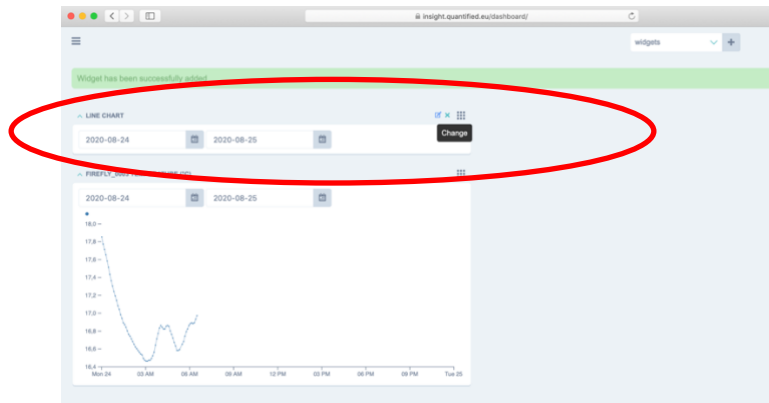 insight.quantified.eu/dashboard/
widgets
Widget has been successfully added
LINE CHART
Change
2020-08-24 2020-08-25
2020-08-24 2020-08-25
18,0
17,8
17,6
17,4
17,2
17,0
16,8
16,6
16,4
Mon 24 03 AM 06 AM 09 AM 12 PM 03 PM 06 PM 09 PM Tue 25